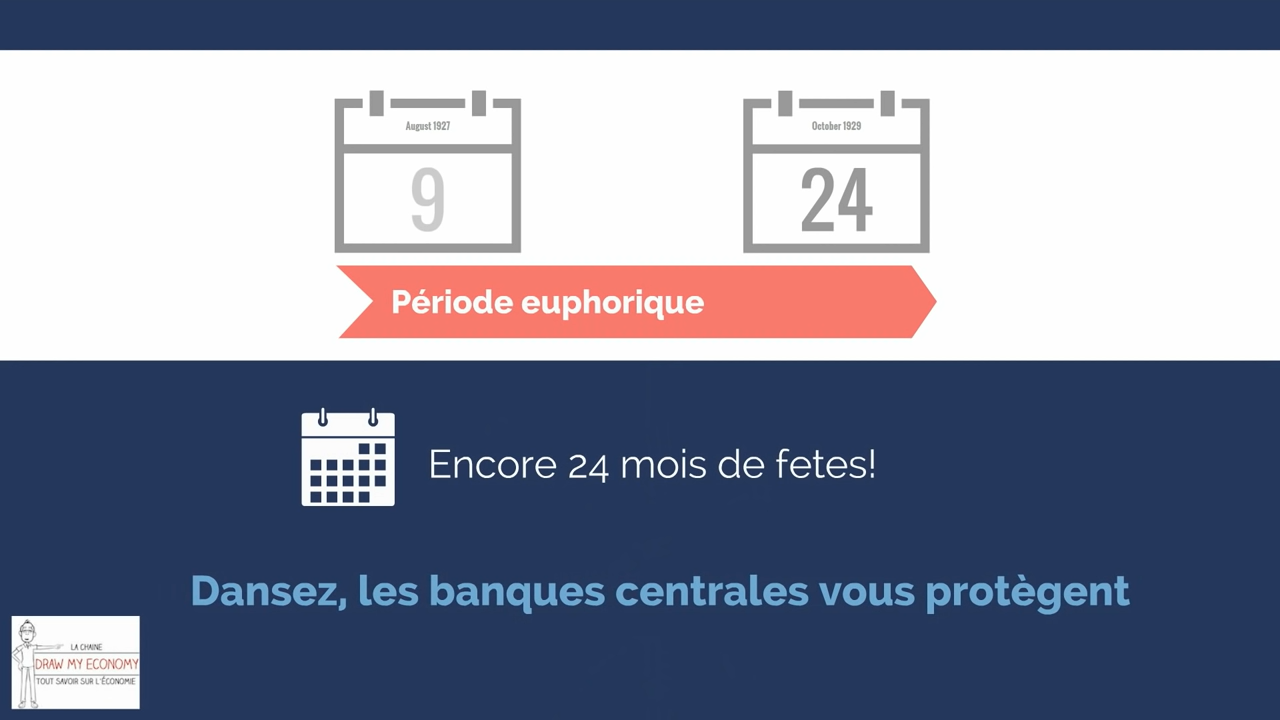 August 1927
9
October 1929
24
Période euphorique
Encore 24 mois de fetes!
Dansez, les banques centrales vous protègent
LA CHAINE
DRAW MY ECONOMY
TOUT SAVOIR SUR L'ÉCONOMIE